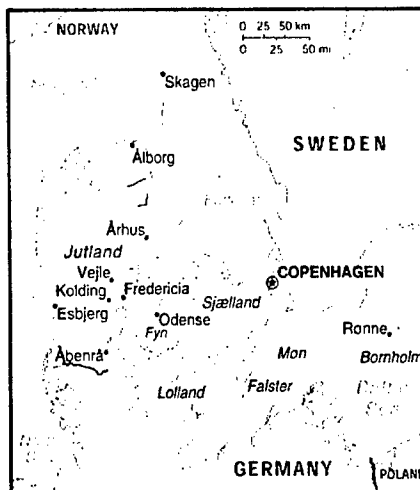 NORWAY
0 25 50 km
0 25 50 mi
Skagen
SWEDEN
Ålborg
Århus
Jutland
Vejle
COPENHAGEN
Kolding
Fredericia
Sjælland
Esbjerg
Odense
Fyn
Ronne
Åbenrå
Mon
Bornholm
Lolland
Falster
GERMANY
POLAND